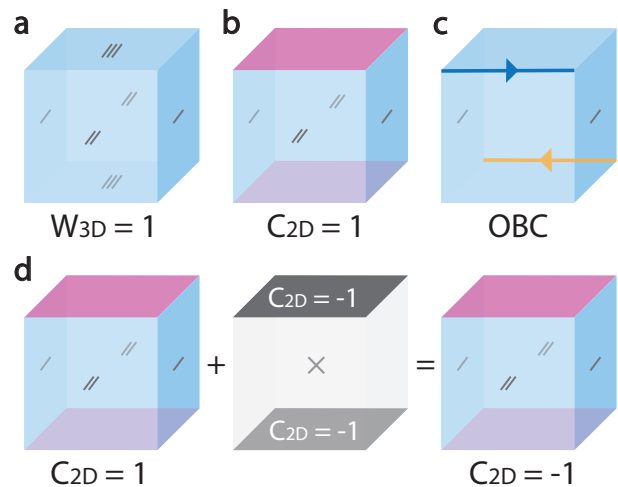 a
b
c
W3D = 1
C2D = 1
OBC
d
C2D = -1
+
×
=
C2D = -1
C2D = 1
C2D = -1